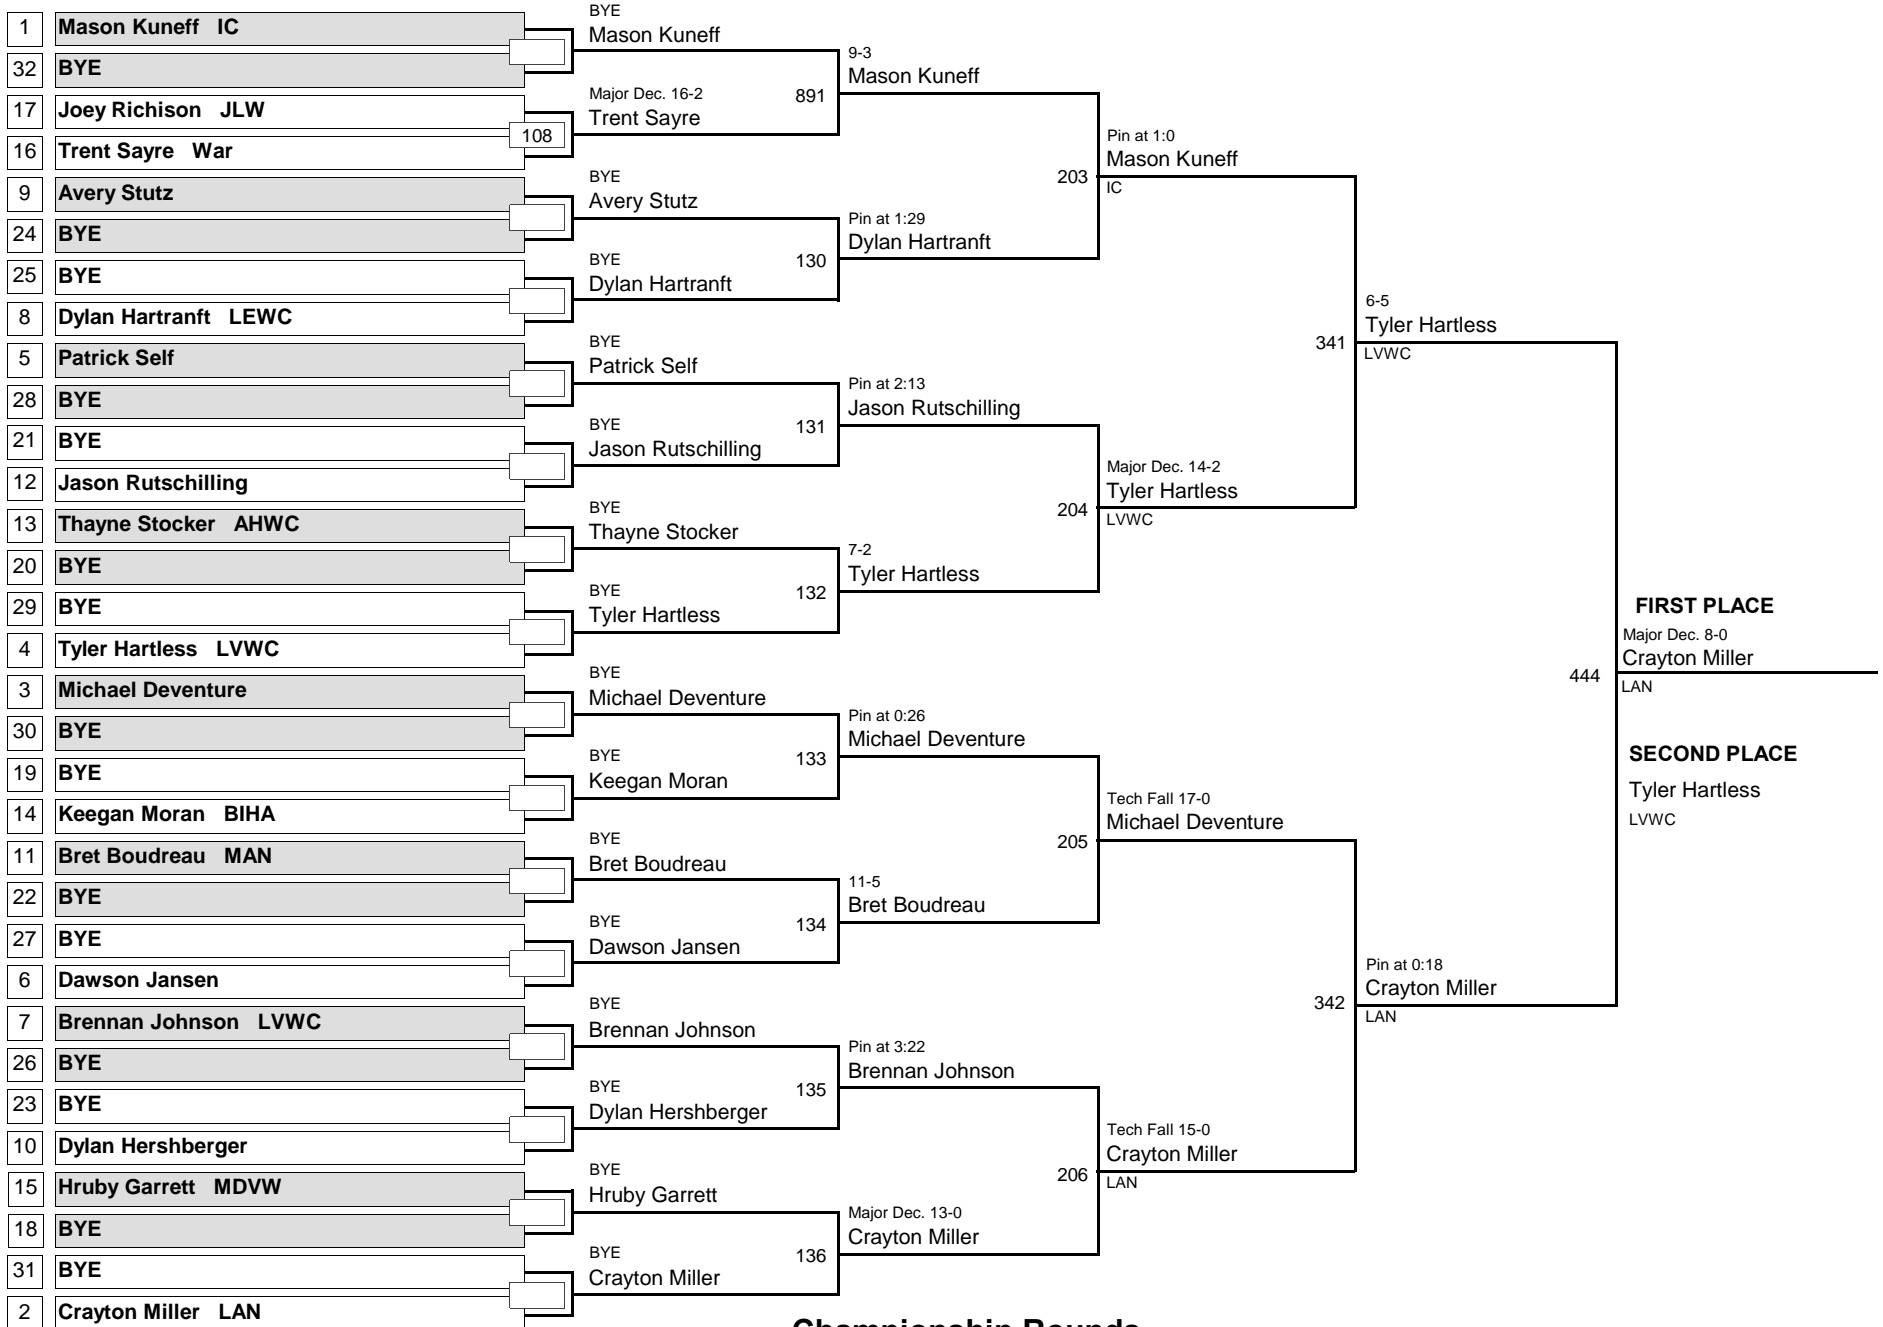 1 Mason Kuneff IC
32 BYE
17 Joey Richison JLW
16 Trent Sayre War
9 Avery Stutz
24 BYE
25 BYE
8 Dylan Hartranft LEWC
5 Patrick Self
28 BYE
21 BYE
12 Jason Rutschilling
13 Thayne Stocker AHWC
20 BYE
29 BYE
4 Tyler Hartless LVWC
3 Michael Deventure
30 BYE
19 BYE
14 Keegan Moran BIHA
11 Bret Boudreau MAN
22 BYE
27 BYE
6 Dawson Jansen
7 Brennan Johnson LVWC
26 BYE
23 BYE
10 Dylan Hershberger
15 Hruby Garrett MDVW
18 BYE
31 BYE
2 Crayton Miller LAN
108
BYE
Mason Kuneff
Major Dec. 16-2
Trent Sayre
891
BYE
Avery Stutz
BYE
Dylan Hartranft
130
BYE
Patrick Self
BYE
Jason Rutschilling
131
BYE
Thayne Stocker
BYE
Tyler Hartless
132
BYE
Michael Deventure
BYE
Keegan Moran
133
BYE
Bret Boudreau
BYE
Dawson Jansen
134
BYE
Brennan Johnson
BYE
Dylan Hershberger
135
BYE
Hruby Garrett
BYE
Crayton Miller
136
9-3
Mason Kuneff
Pin at 1:29
Dylan Hartranft
203
Pin at 2:13
Jason Rutschilling
7-2
Tyler Hartless
204
Pin at 0:26
Michael Deventure
11-5
Bret Boudreau
205
Pin at 3:22
Brennan Johnson
Major Dec. 13-0
Crayton Miller
206
Pin at 1:0
Mason Kuneff
IC
Major Dec. 14-2
Tyler Hartless
LVWC
341
Tech Fall 17-0
Michael Deventure
Tech Fall 15-0
Crayton Miller
LAN
342
6-5
Tyler Hartless
LVWC
Pin at 0:18
Crayton Miller
LAN
444
FIRST PLACE
Major Dec. 8-0
Crayton Miller
LAN
SECOND PLACE
Tyler Hartless
LVWC
Championship Rounds